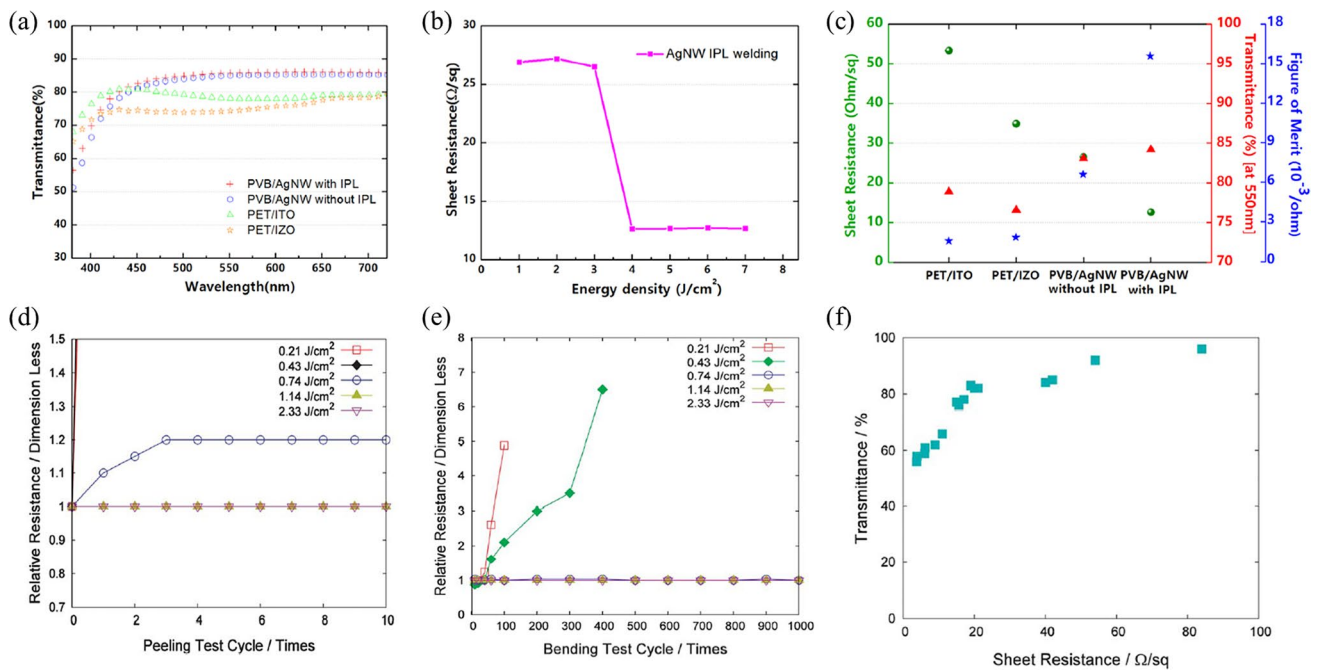 (a)
100
90
80
70
60
50
40
30
Transmittance(%)
PVB/AgNW with IPL
PVB/AgNW without IPL
PET/ITO
PET/IZO
400 450 500 550 600 650 700
Wavelength(nm)
(b)
30
25
20
15
10
Sheet Resistance(Ω/sq)
AgNW IPL welding
0 1 2 3 4 5 6 7 8
Energy density (J/cm²)
(c)
60
50
40
30
20
10
0
Sheet Resistance (Ohm/sq)
100
95
90
85
80
75
70
Transmittance (%) [at 550nm]
18
15
12
9
6
3
0
Figure of Merit (10⁻³/ohm)
PET/ITO PET/IZO PVB/AgNW PVB/AgNW
without IPL with IPL
(d)
1.5
1.4
1.3
1.2
1.1
1
0.9
0.8
0.7
Relative Resistance / Dimension Less
0.21 J/cm²
0.43 J/cm²
0.74 J/cm²
1.14 J/cm²
2.33 J/cm²
0 2 4 6 8 10
Peeling Test Cycle / Times
(e)
8
7
6
5
4
3
2
1
0
Relative Resistance / Dimension Less
0.21 J/cm²
0.43 J/cm²
0.74 J/cm²
1.14 J/cm²
2.33 J/cm²
0 100 200 300 400 500 600 700 800 900 1000
Bending Test Cycle / Times
(f)
100
80
60
40
20
0
Transmittance / %
0 20 40 60 80 100
Sheet Resistance / Ω/sq